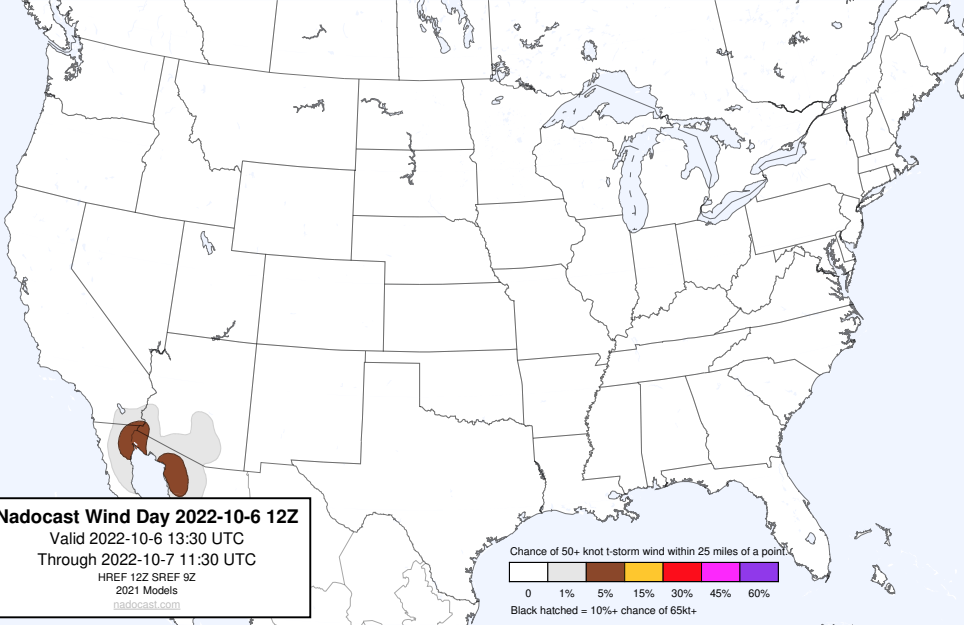 Nadocast Wind Day 2022-10-6 12Z
Valid 2022-10-6 13:30 UTC
Through 2022-10-7 11:30 UTC
HREF 12Z SREF 9Z
2021 Models
nadocast.com
Chance of 50+ knot t-storm wind within 25 miles of a point.
0 1% 5% 15% 30% 45% 60%
Black hatched = 10%+ chance of 65kt+